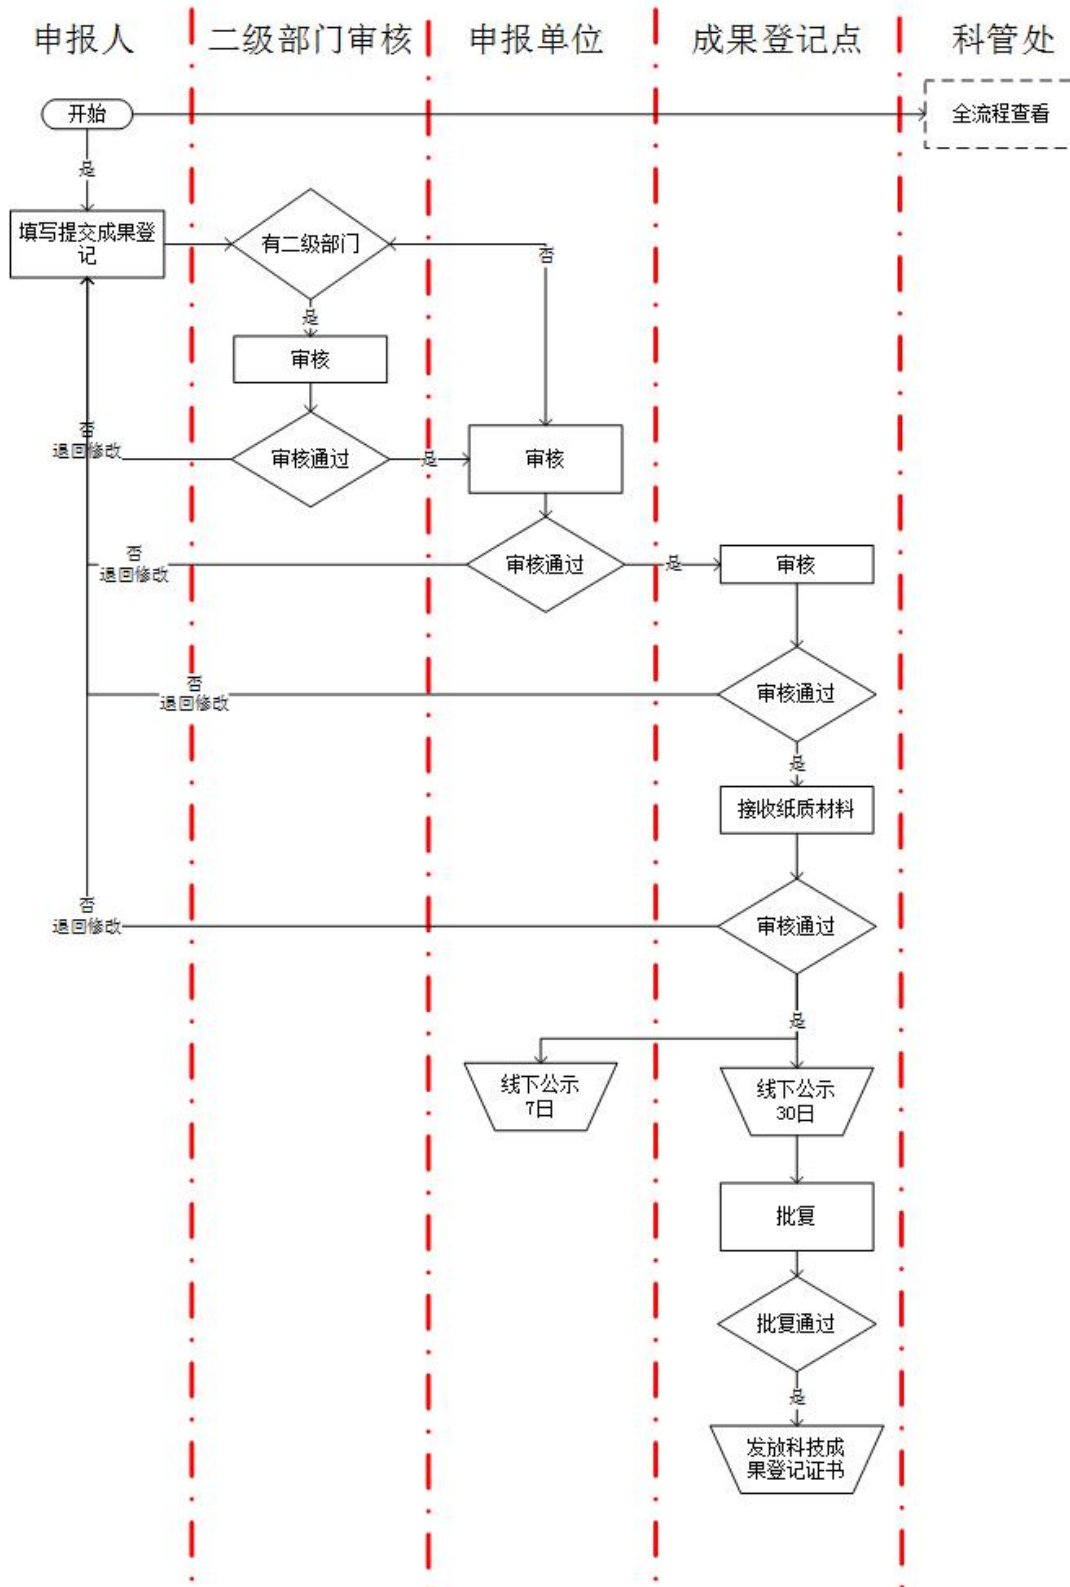 申报人
二级部门审核
申报单位
成果登记点
科管处
开始
全流程查看
是
填写提交成果登
记
有二级部门
否
是
审核
否
退回修改
审核通过
是
审核
否
退回修改
审核通过
是
审核
否
退回修改
审核通过
是
接收纸质材料
否
退回修改
审核通过
是
线下公示
7日
线下公示
30日
批复
批复通过
是
发放科技成
果登记证书